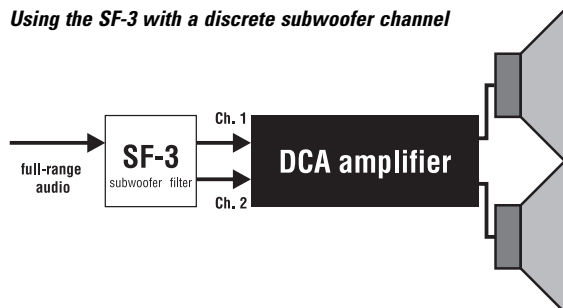 Using the SF-3 with a discrete subwoofer channel
Ch. 1
full-range
audio
SF-3
subwoofer filter
DCA amplifier
Ch. 2